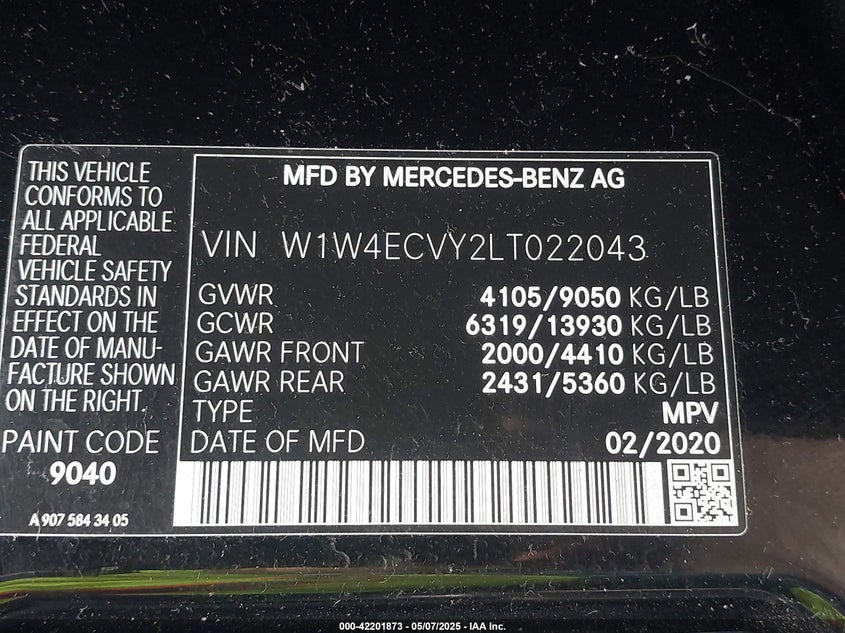 THIS VEHICLE
CONFORMS TO
ALL APPLICABLE
FEDERAL
VEHICLE SAFETY
STANDARDS IN
EFFECT ON THE
DATE OF MANU-
FACTURE SHOWN
ON THE RIGHT.
PAINT CODE
9040
A 907 584 34 05
MFD BY MERCEDES-BENZ AG
VIN W1W4ECVY2LT022043
GVWR 4105/9050 KG/LB
GCWR 6319/13930 KG/LB
GAWR FRONT 2000/4410 KG/LB
GAWR REAR 2431/5360 KG/LB
TYPE MPV
DATE OF MFD 02/2020
000-42201873 - 05/07/2025 - IAA Inc.